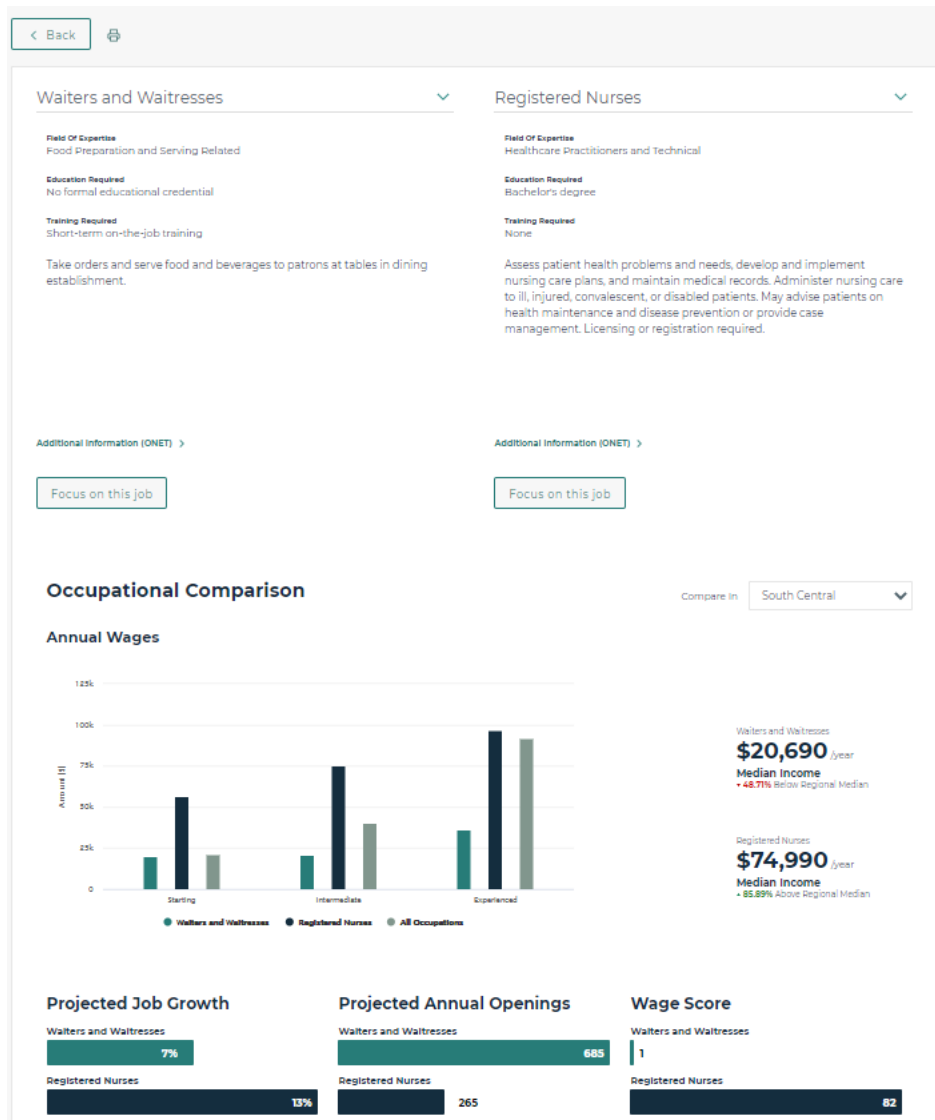 Back
Waiters and Waitresses
Field Of Expertise
Food Preparation and Serving Related
Education Required
No formal educational credential
Training Required
Short-term on-the-job training
Take orders and serve food and beverages to patrons at tables in dining
establishment.
Additional Information (ONET)
Focus on this job
Registered Nurses
Field Of Expertise
Healthcare Practitioners and Technical
Education Required
Bachelor's degree
Training Required
None
Assess patient health problems and needs, develop and implement
nursing care plans, and maintain medical records. Administer nursing care
to ill, injured, convalescent, or disabled patients. May advise patients on
health maintenance and disease prevention or provide case
management. Licensing or registration required.
Additional Information (ONET)
Focus on this job
Occupational Comparison
Compare In South Central
Annual Wages
125k
100k
75k
50k
25k
0
Amount ($)
Starting Intermediate Experienced
Waiters and Waitresses Registered Nurses All Occupations
Waiters and Waitresses
$20,690 /year
Median Income
48.71% Below Regional Median
Registered Nurses
$74,990 /year
Median Income
85.89% Above Regional Median
Projected Job Growth
Waiters and Waitresses
7%
Registered Nurses
13%
Projected Annual Openings
Waiters and Waitresses
685
Registered Nurses
265
Wage Score
Waiters and Waitresses
1
Registered Nurses
82